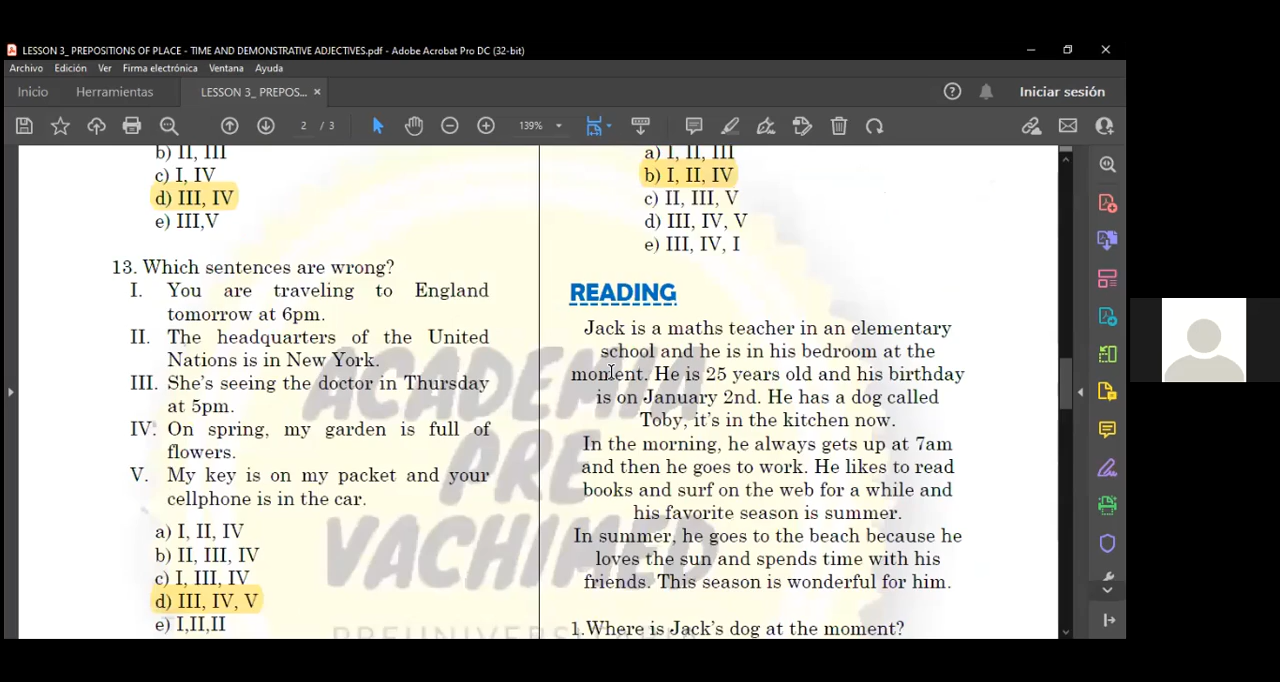 LESSON 3_ PREPOSITIONS OF PLACE - TIME AND DEMONSTRATIVE ADJECTIVES.pdf - Adobe Acrobat Pro DC (32-bit)
Archivo Edición Ver Firma electrónica Ventana Ayuda
Inicio Herramientas LESSON 3_ PREPOS... × Iniciar sesión
2 / 3 139%
b) II, III
c) I, IV
d) III, IV
e) III,V
13. Which sentences are wrong?
I. You are traveling to England
tomorrow at 6pm.
II. The headquarters of the United
Nations is in New York.
III. She's seeing the doctor in Thursday
at 5pm.
IV. On spring, my garden is full of
flowers.
V. My key is on my packet and your
cellphone is in the car.
a) I, II, IV
b) II, III, IV
c) I, III, IV
d) III, IV, V
e) I,II,II
a) I, II, III
b) I, II, IV
c) II, III, V
d) III, IV, V
e) III, IV, I
READING
Jack is a maths teacher in an elementary
school and he is in his bedroom at the
moment. He is 25 years old and his birthday
is on January 2nd. He has a dog called
Toby, it's in the kitchen now.
In the morning, he always gets up at 7am
and then he goes to work. He likes to read
books and surf on the web for a while and
his favorite season is summer.
In summer, he goes to the beach because he
loves the sun and spends time with his
friends. This season is wonderful for him.
1.Where is Jack's dog at the moment?
ACADEMIA
PRE
VACHIMED